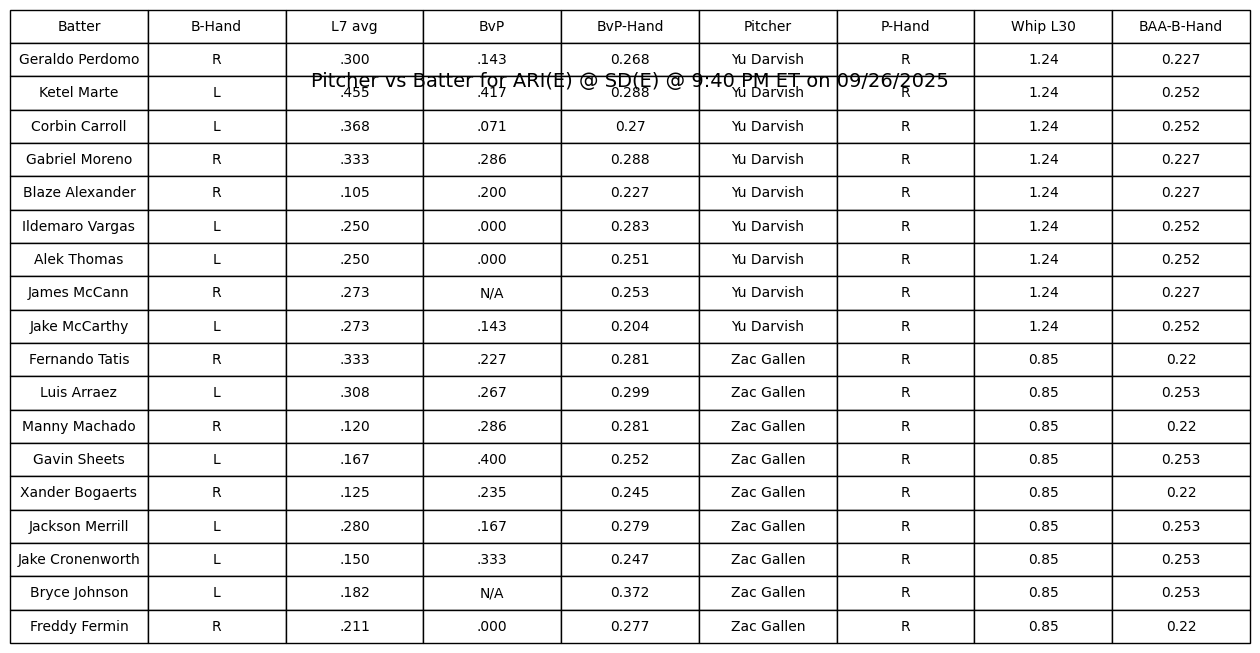 Batter B-Hand L7 avg BvP BvP-Hand Pitcher P-Hand Whip L30 BAA-B-Hand
Geraldo Perdomo R .300 .143 0.268 Yu Darvish R 1.24 0.227
Pitcher vs Batter for ARI(E) @ SD(E) @ 9:40 PM ET on 09/26/2025
Ketel Marte L .455 .417 0.288 Yu Darvish R 1.24 0.252
Corbin Carroll L .368 .071 0.27 Yu Darvish R 1.24 0.252
Gabriel Moreno R .333 .286 0.288 Yu Darvish R 1.24 0.227
Blaze Alexander R .105 .200 0.227 Yu Darvish R 1.24 0.227
Ildemaro Vargas L .250 .000 0.283 Yu Darvish R 1.24 0.252
Alek Thomas L .250 .000 0.251 Yu Darvish R 1.24 0.252
James McCann R .273 N/A 0.253 Yu Darvish R 1.24 0.227
Jake McCarthy L .273 .143 0.204 Yu Darvish R 1.24 0.252
Fernando Tatis R .333 .227 0.281 Zac Gallen R 0.85 0.22
Luis Arraez L .308 .267 0.299 Zac Gallen R 0.85 0.253
Manny Machado R .120 .286 0.281 Zac Gallen R 0.85 0.22
Gavin Sheets L .167 .400 0.252 Zac Gallen R 0.85 0.253
Xander Bogaerts R .125 .235 0.245 Zac Gallen R 0.85 0.22
Jackson Merrill L .280 .167 0.279 Zac Gallen R 0.85 0.253
Jake Cronenworth L .150 .333 0.247 Zac Gallen R 0.85 0.253
Bryce Johnson L .182 N/A 0.372 Zac Gallen R 0.85 0.253
Freddy Fermin R .211 .000 0.277 Zac Gallen R 0.85 0.22